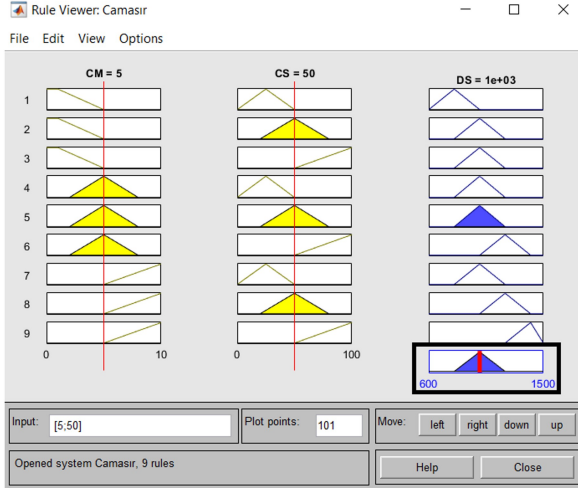 Rule Viewer: Camasır
File Edit View Options
CM = 5
CS = 50
DS = 1e+03
1
2
3
4
5
6
7
8
9
0 10
0 100
600 1500
Input: [5;50]
Plot points: 101
Move: left right down up
Opened system Camasır, 9 rules
Help Close